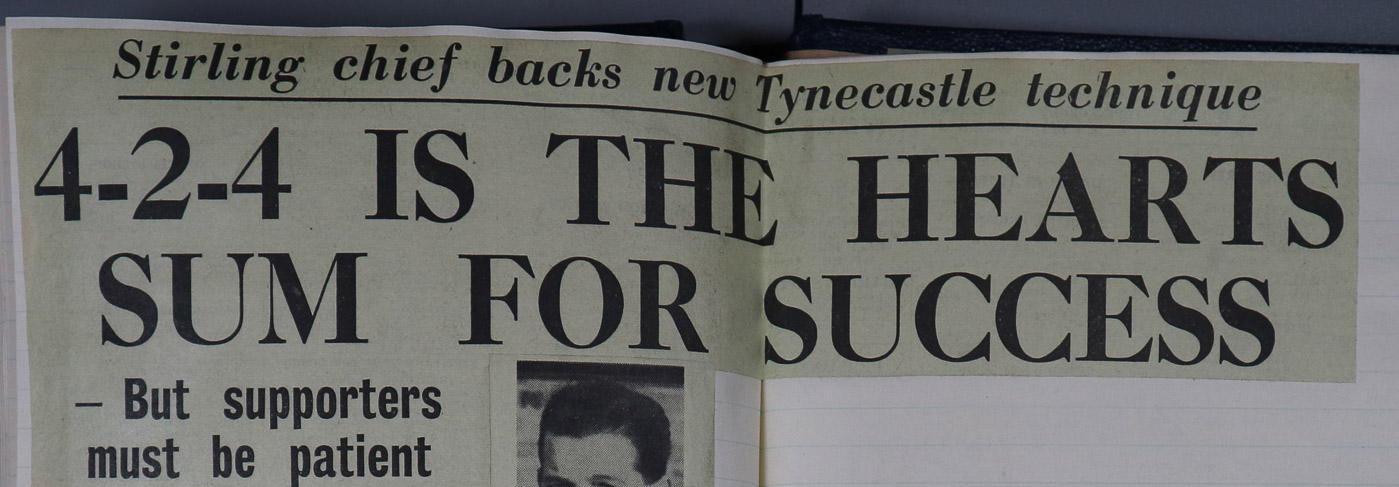 Stirling chief backs new Tynecastle technique
4-2-4 IS THE HEARTS
SUM FOR SUCCESS
– But supporters
must be patient